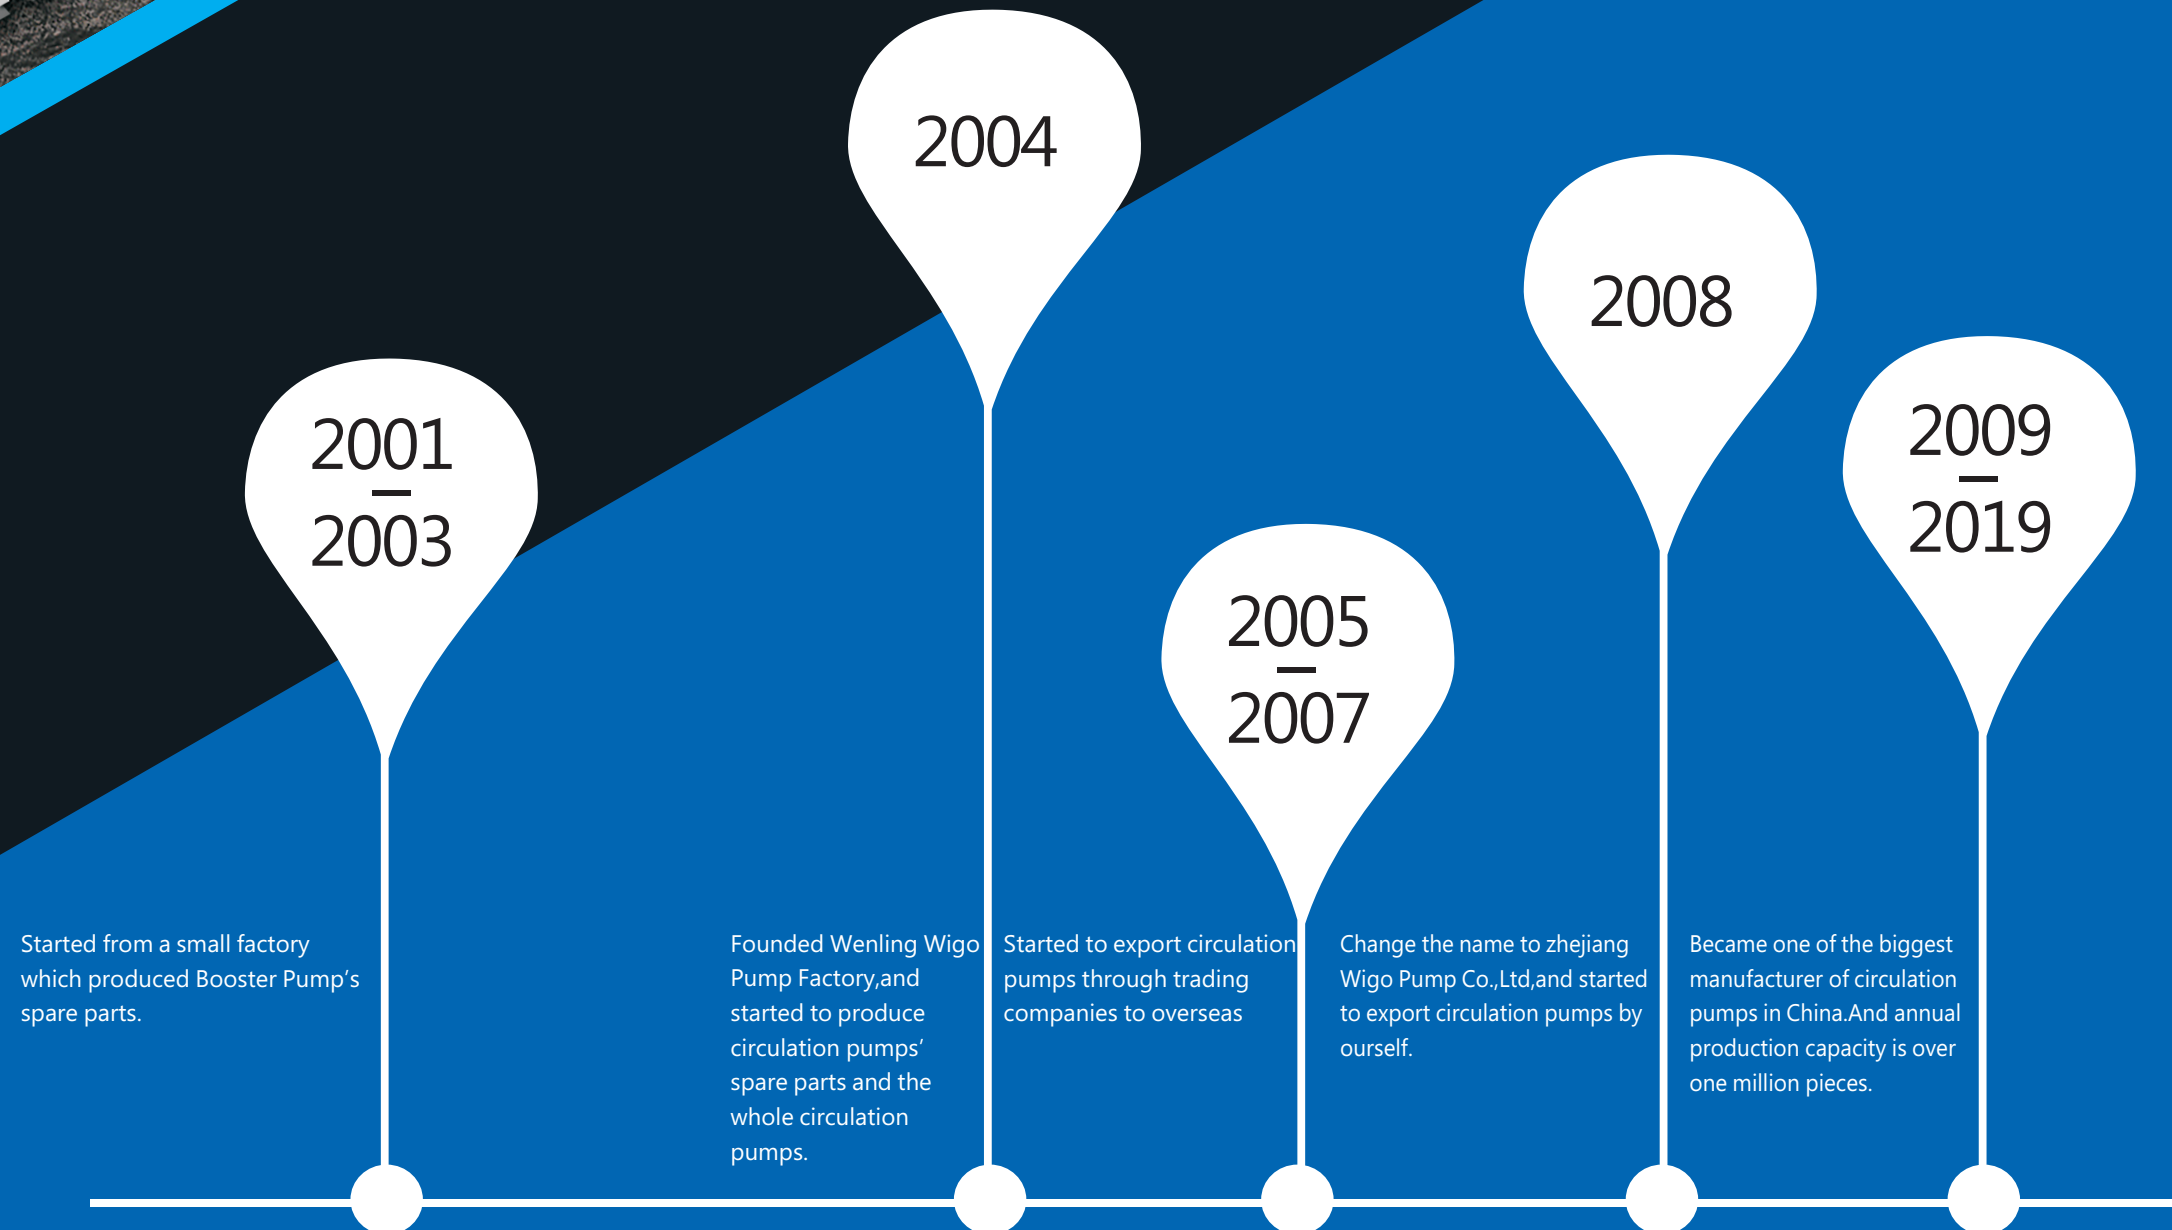 2001
—
2003
Started from a small factory
which produced Booster Pump's
spare parts.
2004
Founded Wenling Wigo
Pump Factory,and
started to produce
circulation pumps'
spare parts and the
whole circulation
pumps.
2005
—
2007
Started to export circulation
pumps through trading
companies to overseas
2008
Change the name to zhejiang
Wigo Pump Co.,Ltd,and started
to export circulation pumps by
ourself.
2009
—
2019
Became one of the biggest
manufacturer of circulation
pumps in China.And annual
production capacity is over
one million pieces.